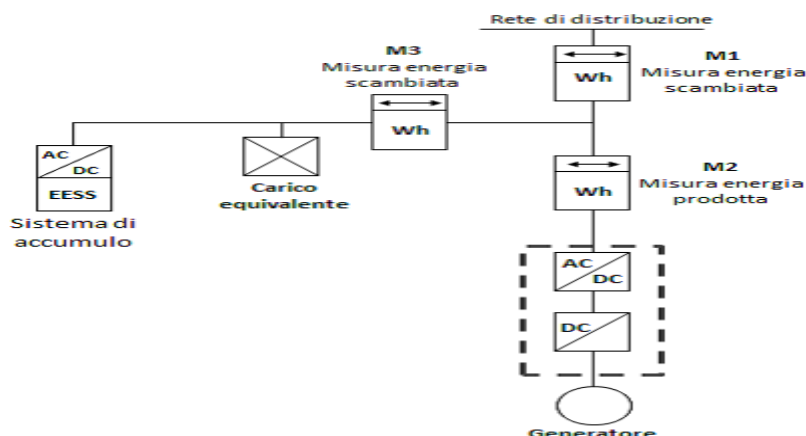 Rete di distribuzione
M3
Misura energia
scambiata
Wh
M1
Misura energia
scambiata
Wh
AC
DC
EESS
Sistema di
accumulo
Carico
equivalente
Wh
M2
Misura energia
prodotta
AC
DC
DC
Generatore